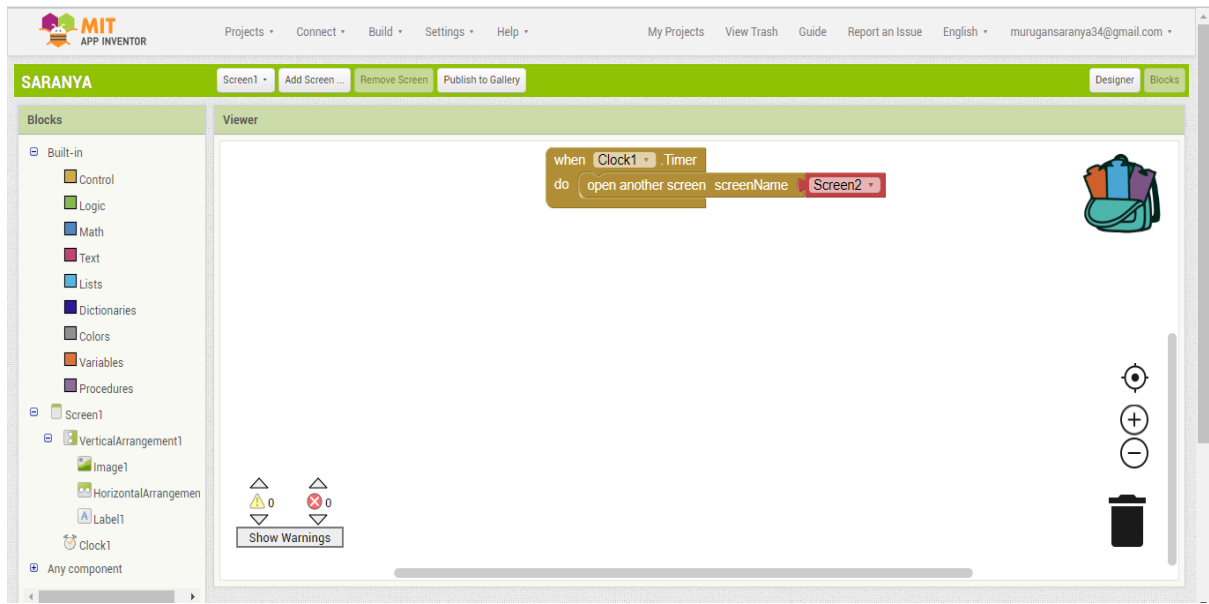 MIT
APP INVENTOR
Projects Connect Build Settings Help My Projects View Trash Guide Report an Issue English murugansaranya34@gmail.com
SARANYA Screen1 Add Screen ... Remove Screen Publish to Gallery Designer Blocks
Blocks Viewer
Built-in
Control
Logic
Math
Text
Lists
Dictionaries
Colors
Variables
Procedures
Screen1
VerticalArrangement1
Image1
HorizontalArrangemen
Label1
Clock1
Any component
when Clock1 .Timer
do open another screen screenName Screen2
0 0
Show Warnings